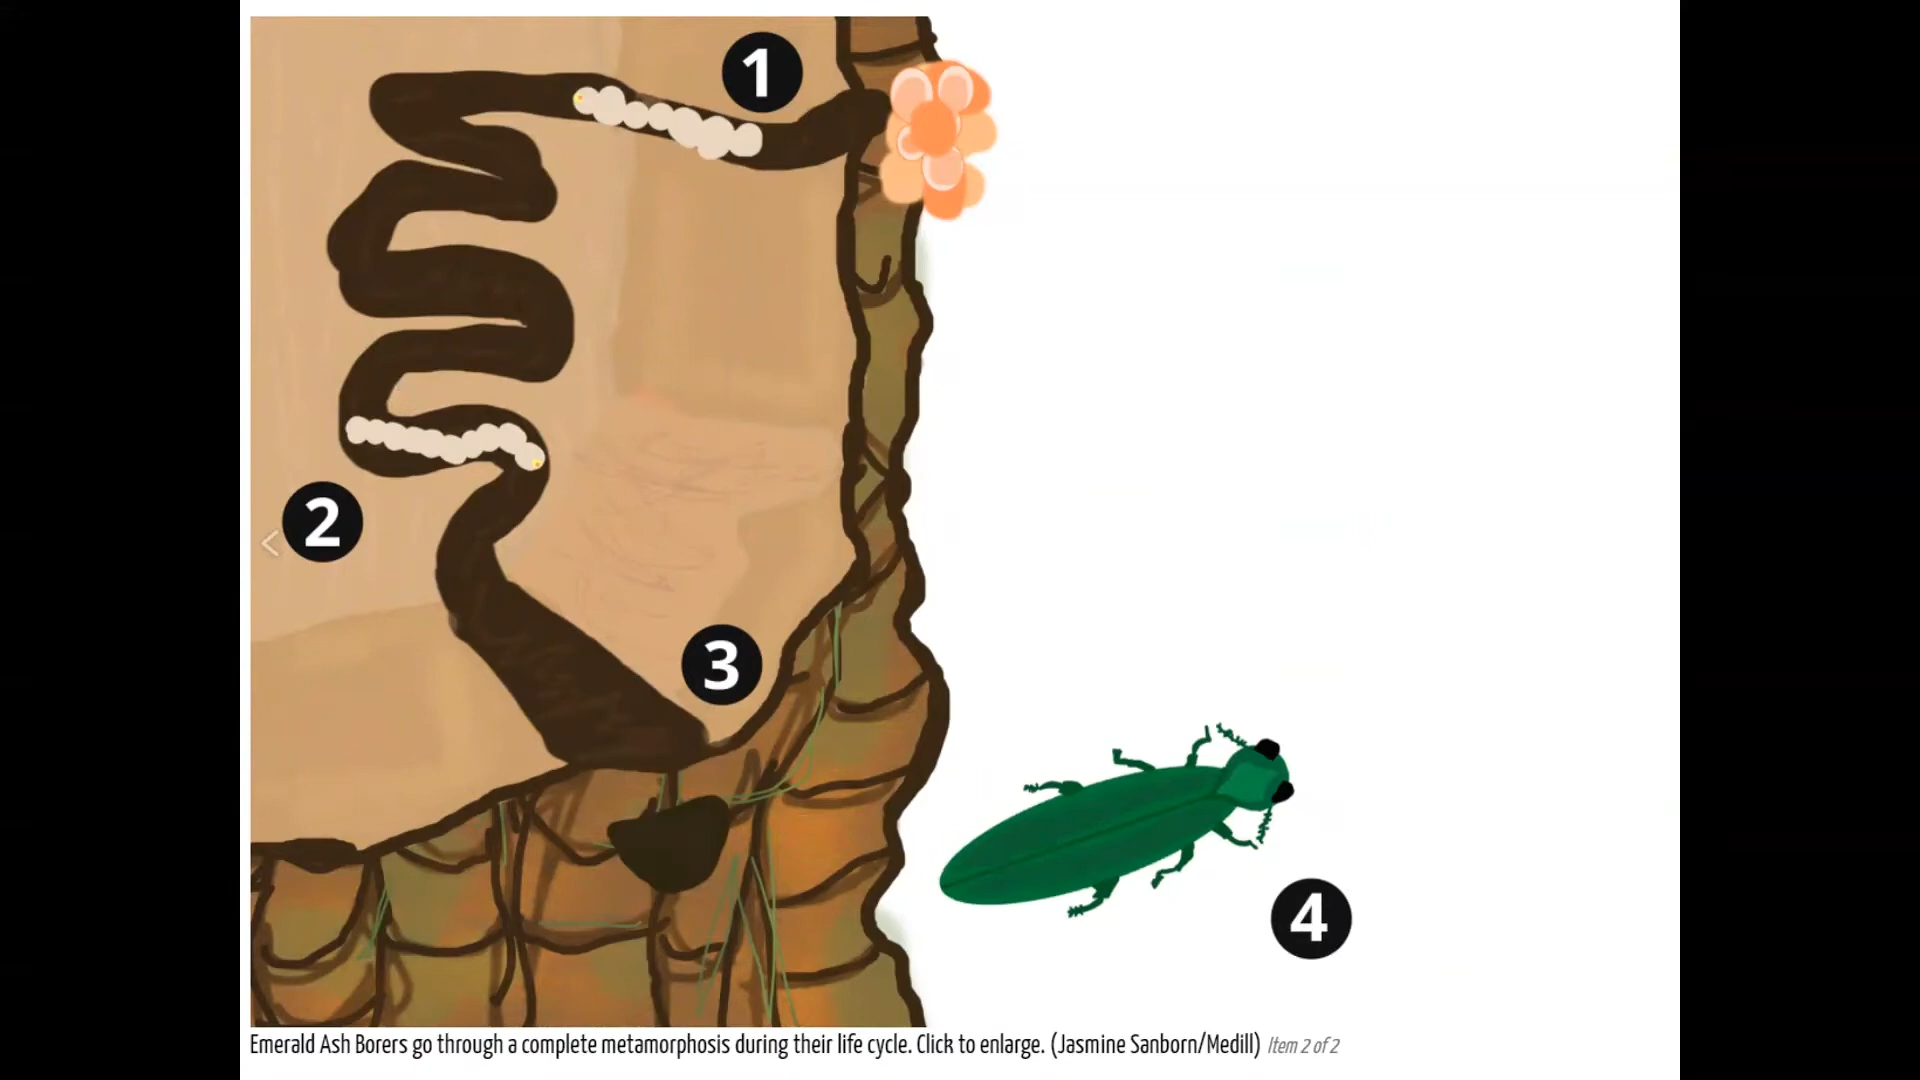 1
2
3
4
Emerald Ash Borers go through a complete metamorphosis during their life cycle. Click to enlarge. (Jasmine Sanborn/Medill) Item 2 of 2